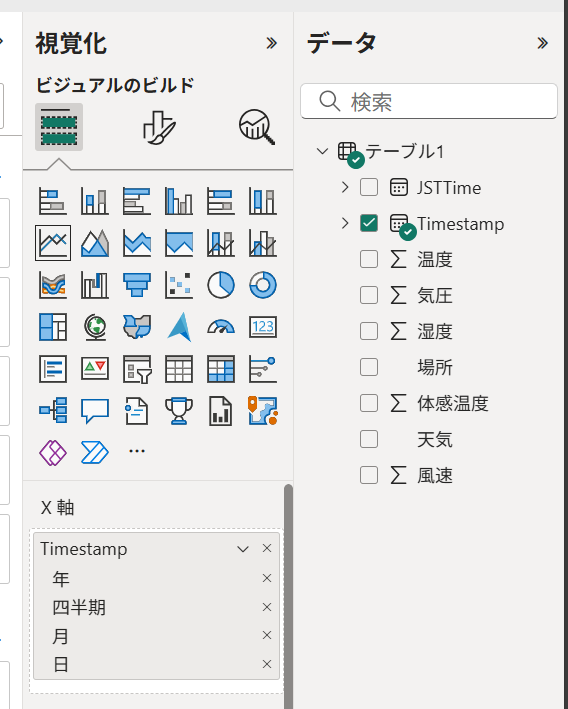 視覚化
データ
ビジュアルのビルド
検索
テーブル1
JSTTime
Timestamp
温度
気圧
湿度
場所
体感温度
天気
風速
123
X 軸
Timestamp
年
四半期
月
日